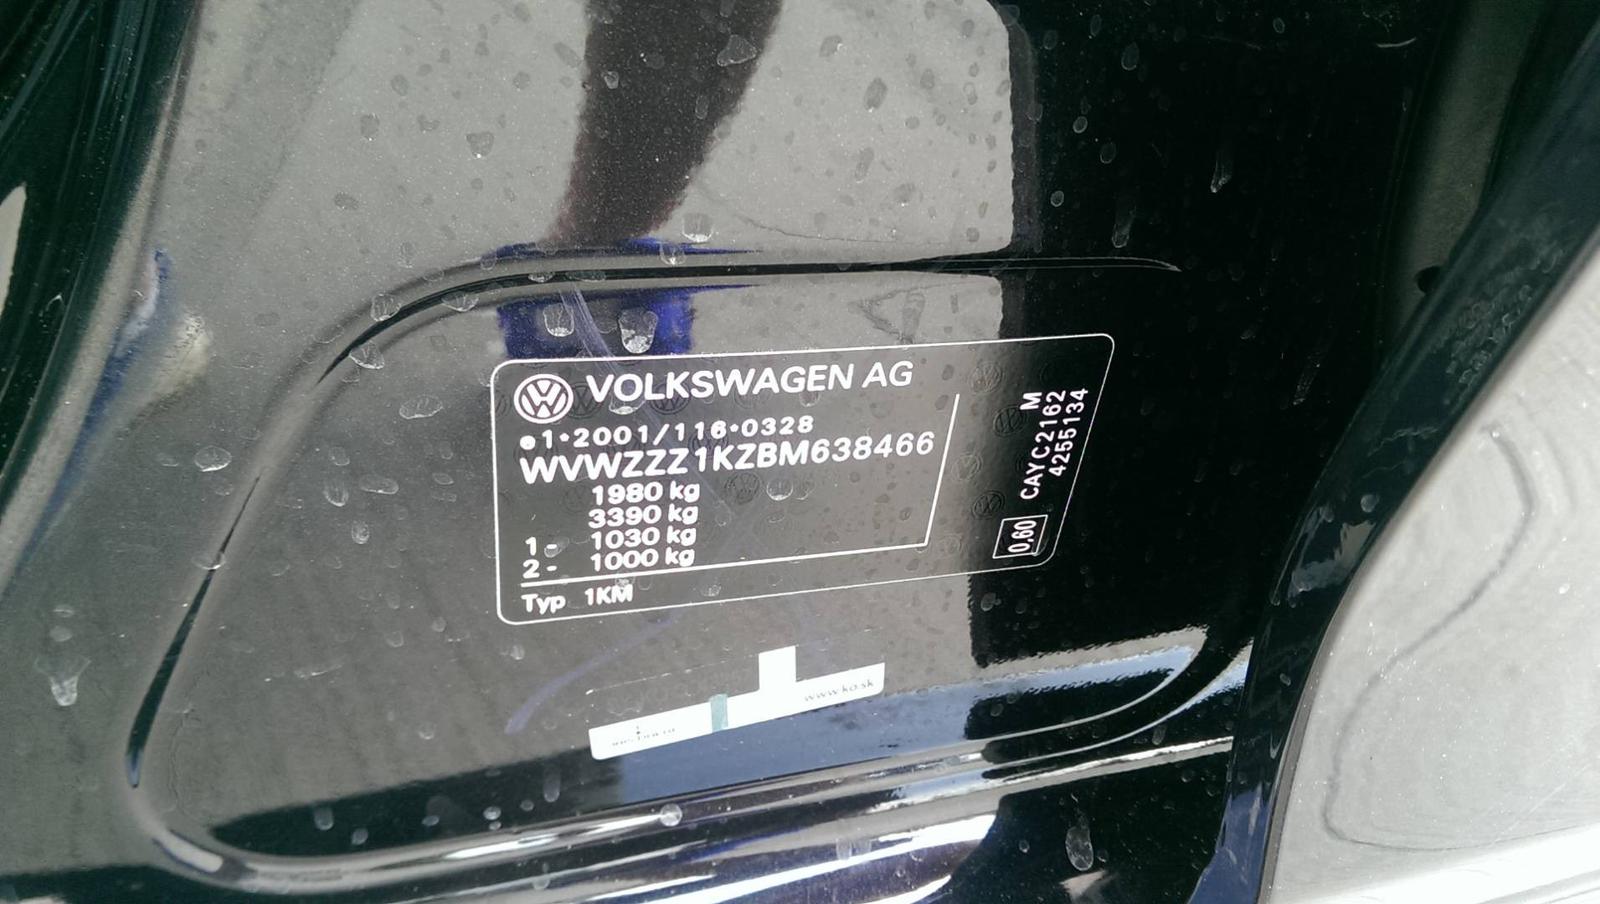 VOLKSWAGEN AG
e1*2001/116*0328
WVWZZZ1KZBM638466
1980 kg
3390 kg
1- 1030 kg
2- 1000 kg
Typ 1KM
M
CAYC2162
4255134
0,60
www.ko.sk